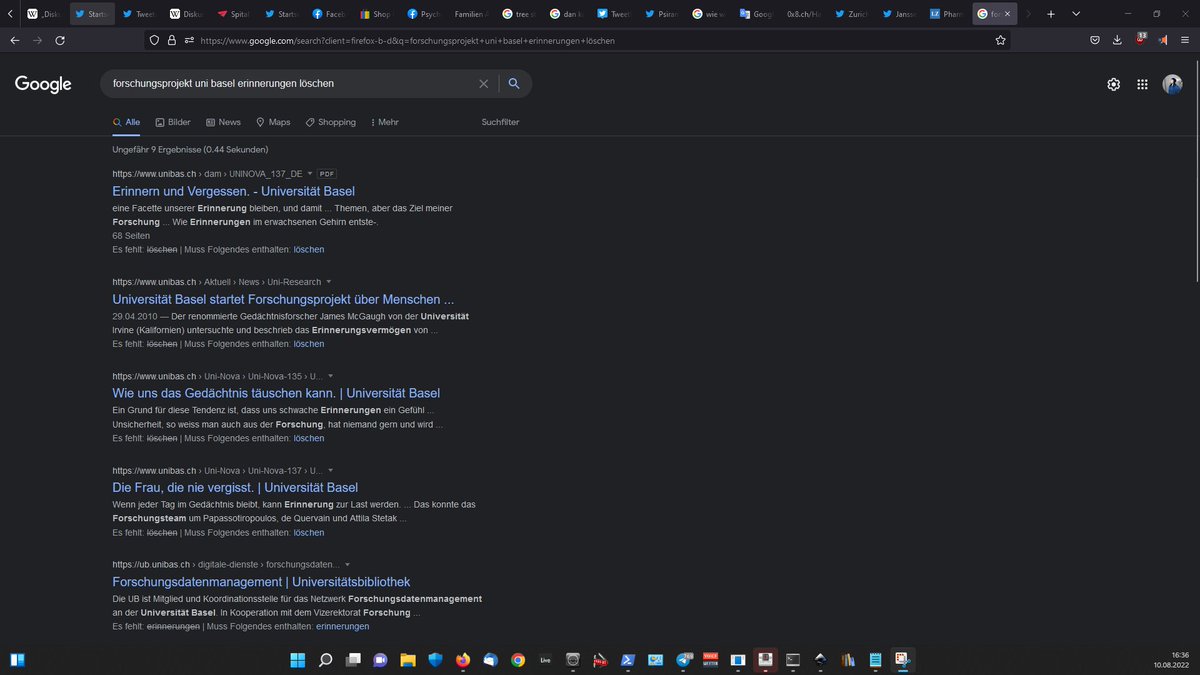 „Disku
Starts
Tweet
Disku
Spital
Starts
Faceb
Shop
Psych
Familien A
tree s
dan k
Tweet
Psiran
wie w
Googl
0x8.ch/Ha
Zuric
Jansse
Pharm
for
https://www.google.com/search?client=firefox-b-d&q=forschungsprojekt+uni+basel+erinnerungen+löschen
13
Google
forschungsprojekt uni basel erinnerungen löschen
Alle
Bilder
News
Maps
Shopping
Mehr
Suchfilter
Ungefähr 9 Ergebnisse (0.44 Sekunden)
https://www.unibas.ch › dam › UNINOVA_137_DE PDF
Erinnern und Vergessen. - Universität Basel
eine Facette unserer Erinnerung bleiben, und damit ... Themen, aber das Ziel meiner
Forschung ... Wie Erinnerungen im erwachsenen Gehirn entste-.
68 Seiten
Es fehlt: löschen | Muss Folgendes enthalten: löschen
https://www.unibas.ch › Aktuell › News › Uni-Research
Universität Basel startet Forschungsprojekt über Menschen ...
29.04.2010 — Der renommierte Gedächtnisforscher James McGaugh von der Universität
Irvine (Kalifornien) untersuchte und beschrieb das Erinnerungsvermögen von ...
Es fehlt: löschen | Muss Folgendes enthalten: löschen
https://www.unibas.ch › Uni-Nova › Uni-Nova-135 › U...
Wie uns das Gedächtnis täuschen kann. | Universität Basel
Ein Grund für diese Tendenz ist, dass uns schwache Erinnerungen ein Gefühl ...
Unsicherheit, so weiss man auch aus der Forschung, hat niemand gern und wird ...
Es fehlt: löschen | Muss Folgendes enthalten: löschen
https://www.unibas.ch › Uni-Nova › Uni-Nova-137 › U...
Die Frau, die nie vergisst. | Universität Basel
Wenn jeder Tag im Gedächtnis bleibt, kann Erinnerung zur Last werden. ... Das konnte das
Forschungsteam um Papassotiropoulos, de Quervain und Attila Stetak ...
Es fehlt: löschen | Muss Folgendes enthalten: löschen
https://ub.unibas.ch › digitale-dienste › forschungsdaten...
Forschungsdatenmanagement | Universitätsbibliothek
Die UB ist Mitglied und Koordinationsstelle für das Netzwerk Forschungsdatenmanagement
an der Universität Basel. In Kooperation mit dem Vizerektorat Forschung ...
Es fehlt: erinnerungen | Muss Folgendes enthalten: erinnerungen
Live
16:36
10.08.2022